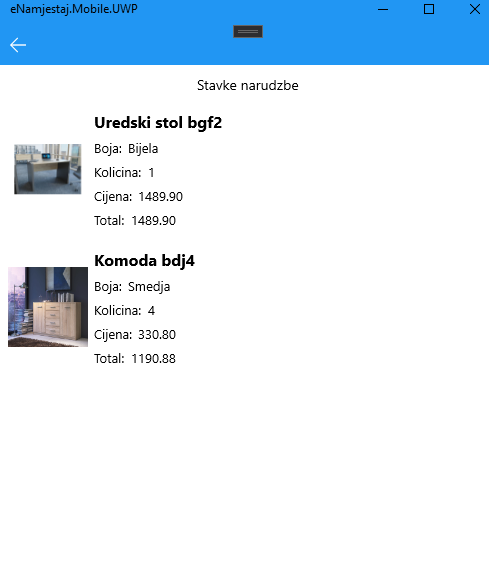 eNamjestaj.Mobile.UWP
Stavke narudzbe
Uredski stol bgf2
Boja: Bijela
Kolicina: 1
Cijena: 1489.90
Total: 1489.90
Komoda bdj4
Boja: Smedja
Kolicina: 4
Cijena: 330.80
Total: 1190.88